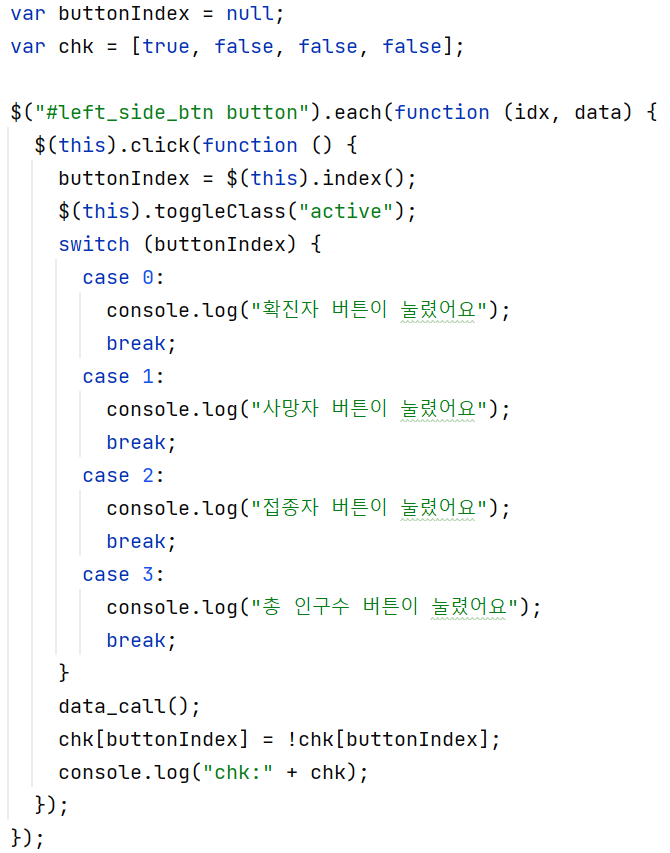 var buttonIndex = null;
var chk = [true, false, false, false];
$("#left_side_btn button").each(function (idx, data) {
$(this).click(function () {
buttonIndex = $(this).index();
$(this).toggleClass("active");
switch (buttonIndex) {
case 0:
console.log("확진자 버튼이 눌렸어요");
break;
case 1:
console.log("사망자 버튼이 눌렸어요");
break;
case 2:
console.log("접종자 버튼이 눌렸어요");
break;
case 3:
console.log("총 인구수 버튼이 눌렸어요");
break;
}
data_call();
chk[buttonIndex] = !chk[buttonIndex];
console.log("chk:" + chk);
});
});